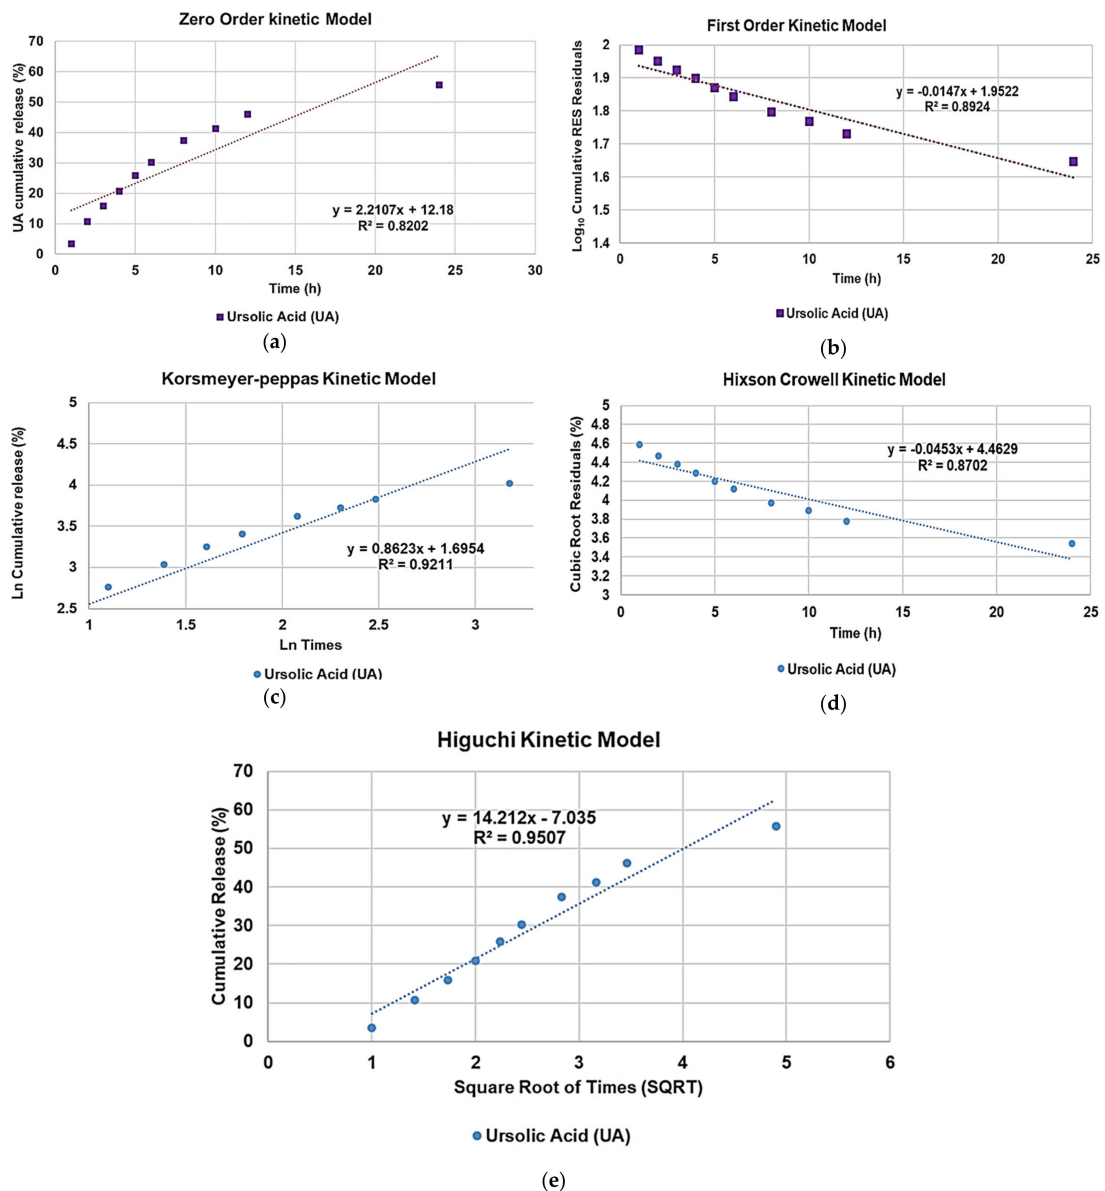 Zero Order kinetic Model
UA cumulative release (%)
70
60
50
40
30
20
10
0
y = 2.2107x + 12.18
R² = 0.8202
0 5 10 15 20 25 30
Time (h)
Ursolic Acid (UA)
(a)
First Order Kinetic Model
Log10 Cumulative RES Residuals
2
1.9
1.8
1.7
1.6
1.5
1.4
y = -0.0147x + 1.9522
R² = 0.8924
0 5 10 15 20 25
Time (h)
Ursolic Acid (UA)
(b)
Korsmeyer-peppas Kinetic Model
Ln Cumulative release (%)
5
4.5
4
3.5
3
2.5
y = 0.8623x + 1.6954
R² = 0.9211
1 1.5 2 2.5 3
Ln Times
Ursolic Acid (UA)
(c)
Hixson Crowell Kinetic Model
Cubic Root Residuals (%)
5
4.8
4.6
4.4
4.2
4
3.8
3.6
3.4
3.2
3
y = -0.0453x + 4.4629
R² = 0.8702
0 5 10 15 20 25
Time (h)
Ursolic Acid (UA)
(d)
Higuchi Kinetic Model
Cumulative Release (%)
70
60
50
40
30
20
10
0
y = 14.212x - 7.035
R² = 0.9507
0 1 2 3 4 5 6
Square Root of Times (SQRT)
Ursolic Acid (UA)
(e)